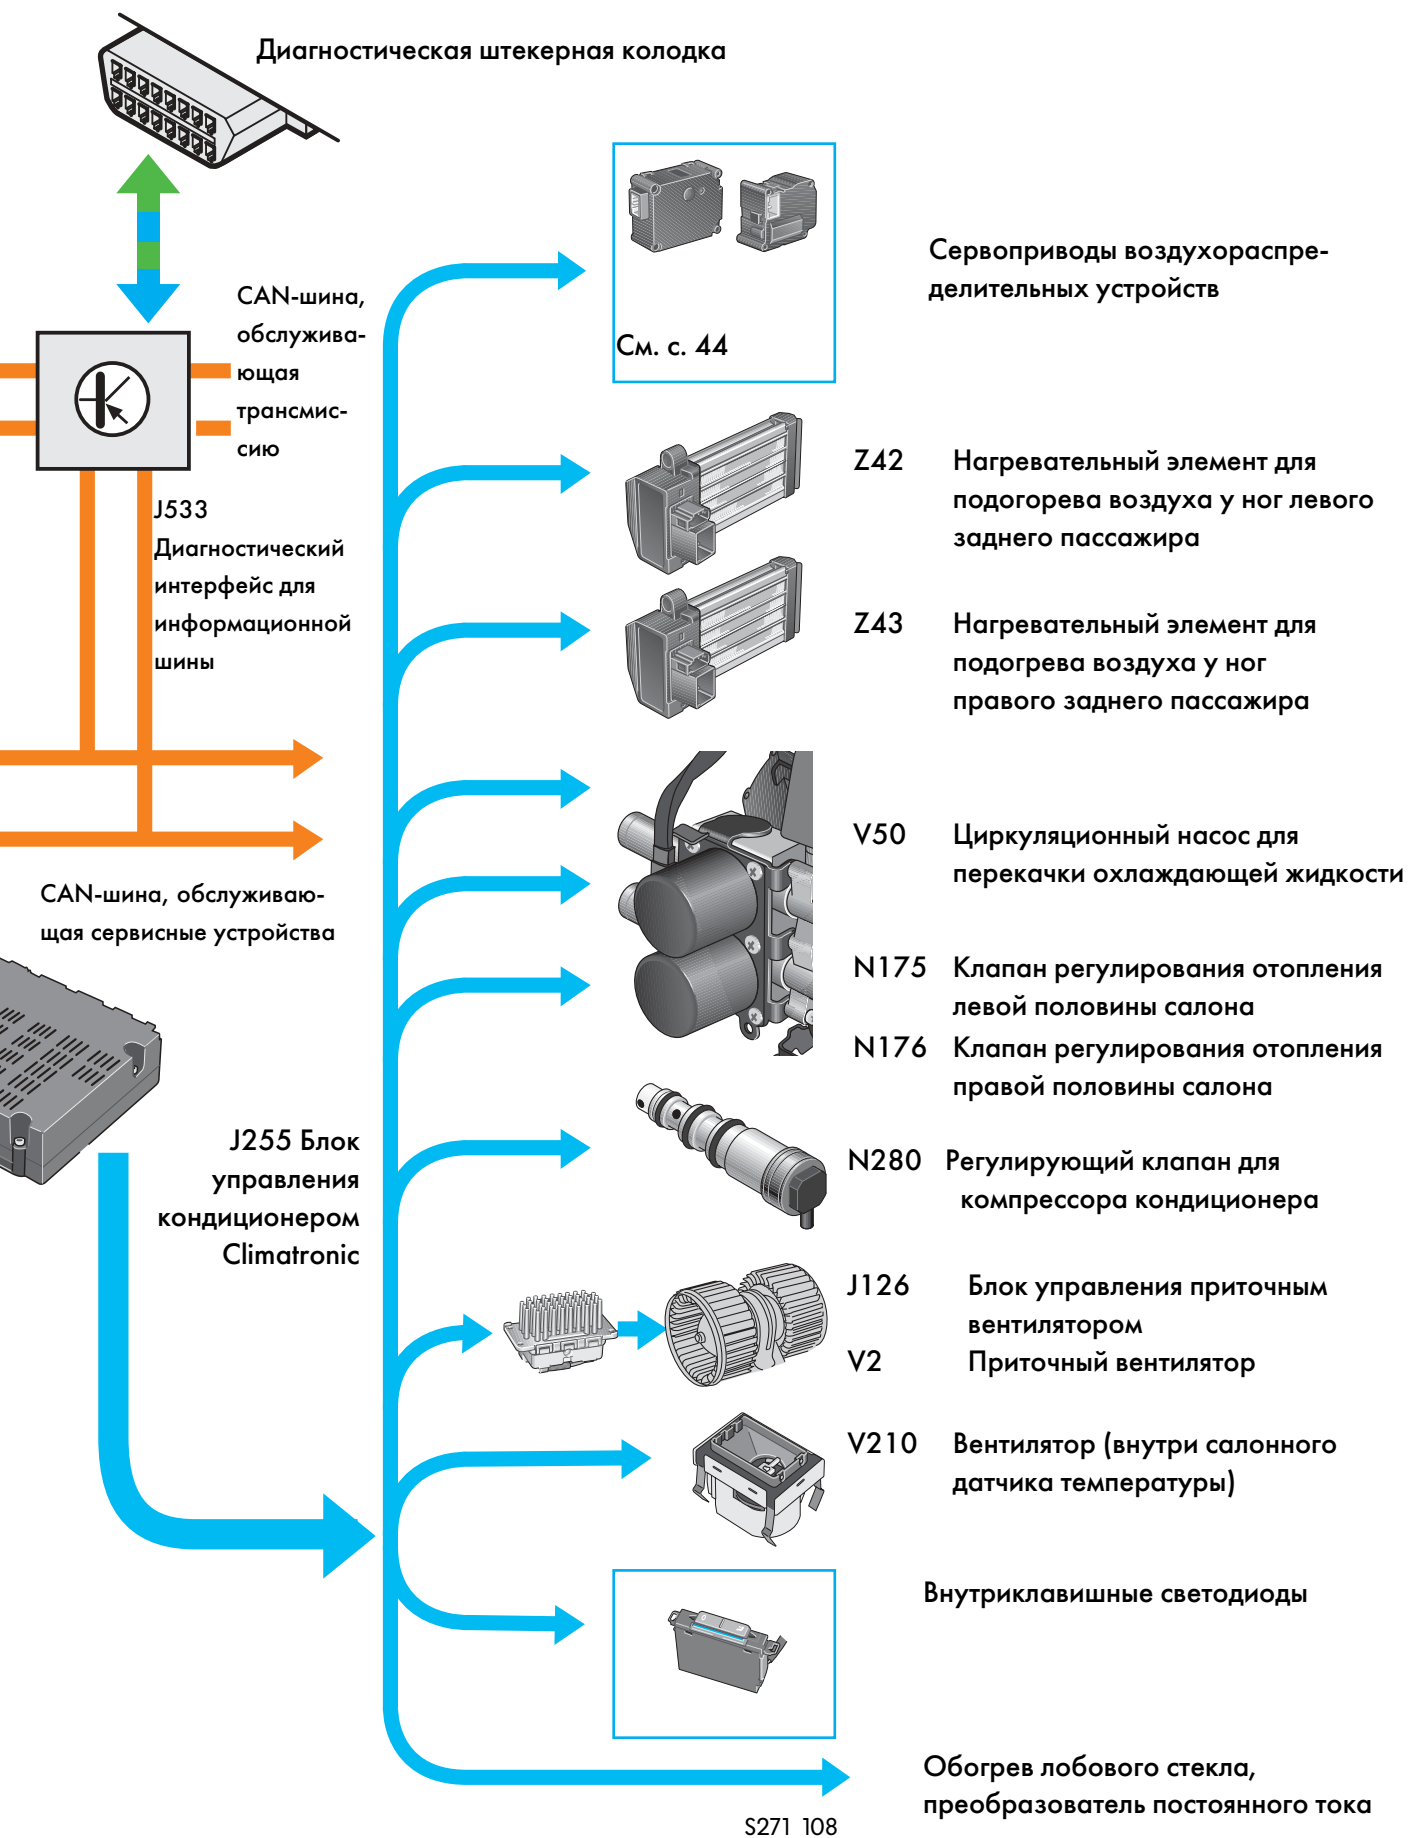 Диагностическая штекерная колодка
CAN-шина,
обслужива-
ющая
трансмис-
сию
J533
Диагностический
интерфейс для
информационной
шины
CAN-шина, обслуживаю-
щая сервисные устройства
J255 Блок
управления
кондиционером
Climatronic
Сервоприводы воздухораспре-
делительных устройств
См. с. 44
Z42 Нагревательный элемент для
подогорева воздуха у ног левого
заднего пассажира
Z43 Нагревательный элемент для
подогрева воздуха у ног
правого заднего пассажира
V50 Циркуляционный насос для
перекачки охлаждающей жидкости
N175 Клапан регулирования отопления
левой половины салона
N176 Клапан регулирования отопления
правой половины салона
N280 Регулирующий клапан для
компрессора кондиционера
J126 Блок управления приточным
вентилятором
V2 Приточный вентилятор
V210 Вентилятор (внутри салонного
датчика температуры)
Внутриклавишные светодиоды
Обогрев лобового стекла,
преобразователь постоянного тока
S271_108